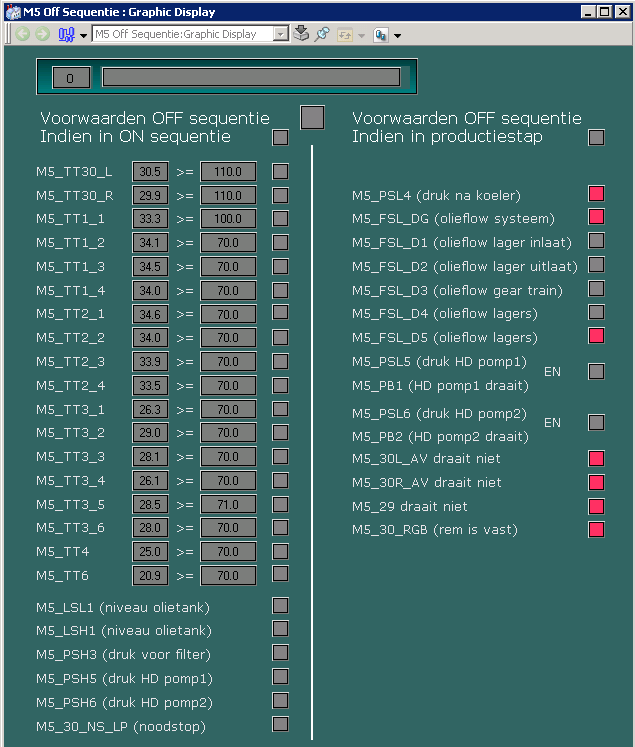 M5 Off Sequentie : Graphic Display
M5 Off Sequentie:Graphic Display
0
Voorwaarden OFF sequentie
Indien in ON sequentie
M5_TT30_L 30.5 >= 110.0
M5_TT30_R 29.9 >= 110.0
M5_TT1_1 33.3 >= 100.0
M5_TT1_2 34.1 >= 70.0
M5_TT1_3 34.5 >= 70.0
M5_TT1_4 34.0 >= 70.0
M5_TT2_1 34.6 >= 70.0
M5_TT2_2 34.0 >= 70.0
M5_TT2_3 33.9 >= 70.0
M5_TT2_4 33.5 >= 70.0
M5_TT3_1 26.3 >= 70.0
M5_TT3_2 29.0 >= 70.0
M5_TT3_3 28.1 >= 70.0
M5_TT3_4 26.1 >= 70.0
M5_TT3_5 28.5 >= 71.0
M5_TT3_6 28.0 >= 70.0
M5_TT4 25.0 >= 70.0
M5_TT6 20.9 >= 70.0
M5_LSL1 (niveau olietank)
M5_LSH1 (niveau olietank)
M5_PSH3 (druk voor filter)
M5_PSH5 (druk HD pomp1)
M5_PSH6 (druk HD pomp2)
M5_30_NS_LP (noodstop)
Voorwaarden OFF sequentie
Indien in productiestap
M5_PSL4 (druk na koeler)
M5_FSL_DG (olieflow systeem)
M5_FSL_D1 (olieflow lager inlaat)
M5_FSL_D2 (olieflow lager uitlaat)
M5_FSL_D3 (olieflow gear train)
M5_FSL_D4 (olieflow lagers)
M5_FSL_D5 (olieflow lagers)
M5_PSL5 (druk HD pomp1)
EN
M5_PB1 (HD pomp1 draait)
M5_PSL6 (druk HD pomp2)
EN
M5_PB2 (HD pomp2 draait)
M5_30L_AV draait niet
M5_30R_AV draait niet
M5_29 draait niet
M5_30_RGB (rem is vast)